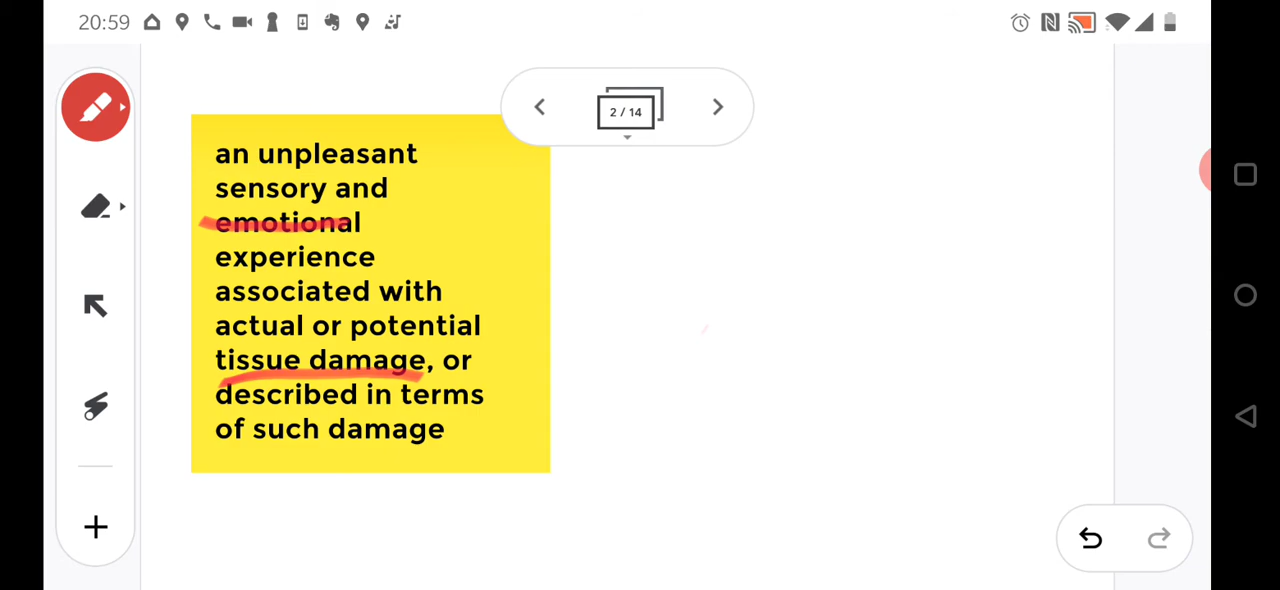 20:59
2 / 14
an unpleasant
sensory and
emotional
experience
associated with
actual or potential
tissue damage, or
described in terms
of such damage